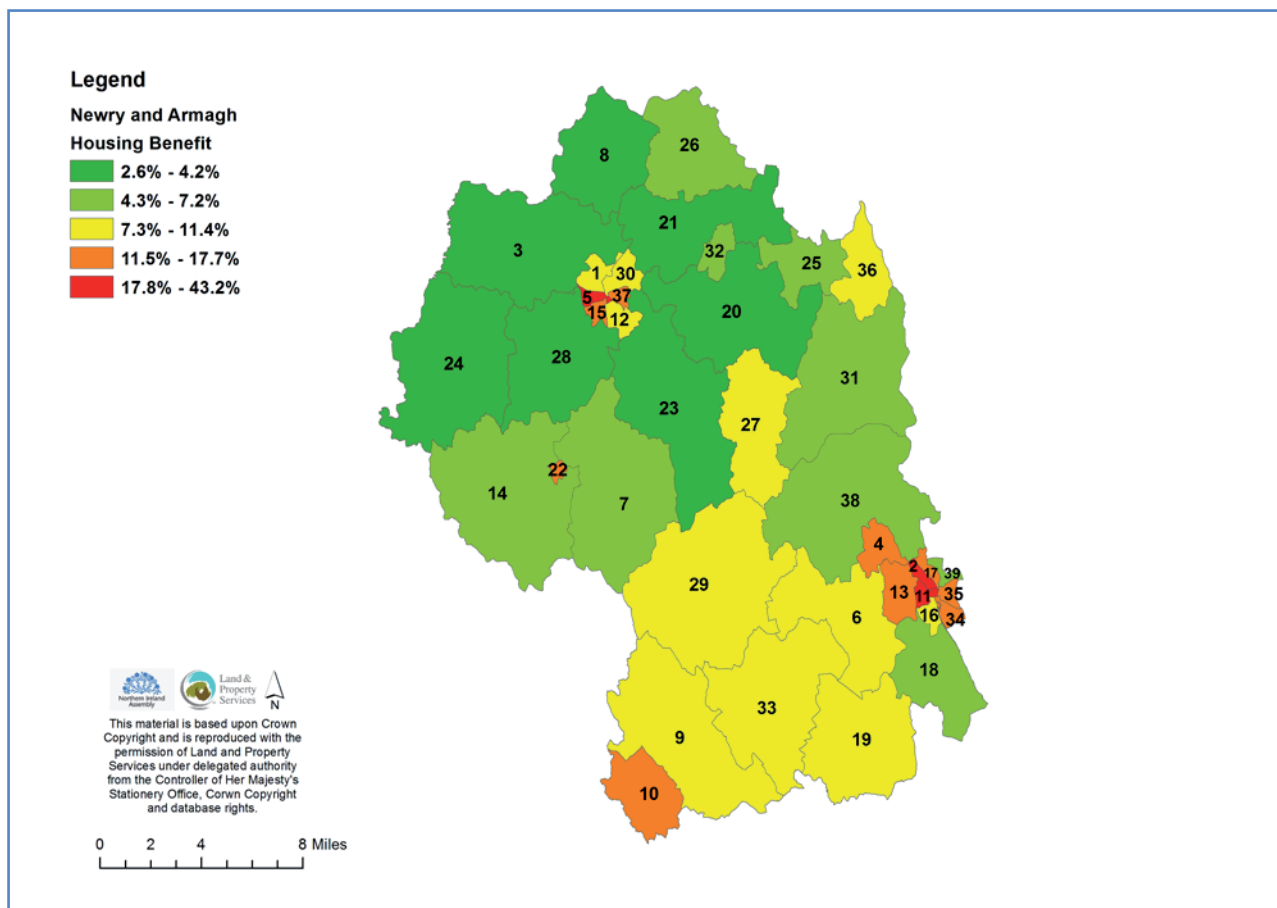 Legend
Newry and Armagh
Housing Benefit
2.6% - 4.2%
4.3% - 7.2%
7.3% - 11.4%
11.5% - 17.7%
17.8% - 43.2%
8
26
21
3
32
25
36
1
30
5
37
15
12
20
24
28
31
23
27
22
14
7
38
4
2
17
39
29
13
11
35
6
16
34
18
33
9
19
10
Northern Ireland
Assembly
Land &
Property
Services
N
This material is based upon Crown
Copyright and is reproduced with the
permission of Land and Property
Services under delegated authority
from the Controller of Her Majesty's
Stationery Office, Corwn Copyright
and database rights.
0 2 4 8 Miles